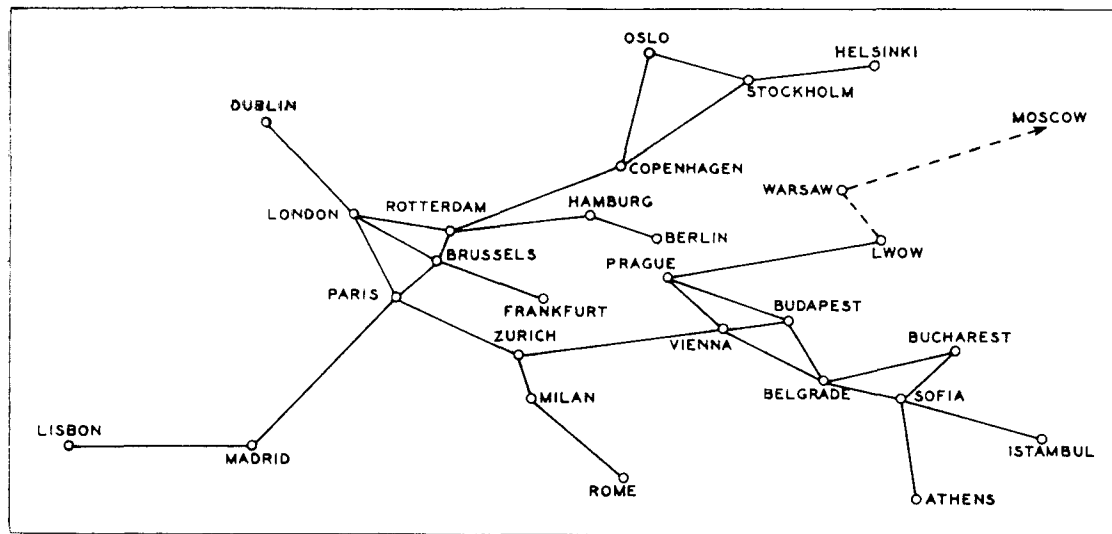 OSLO
HELSINKI
STOCKHOLM
DUBLIN
MOSCOW
COPENHAGEN
WARSAW
HAMBURG
ROTTERDAM
LONDON
BERLIN
LWOW
BRUSSELS
PRAGUE
PARIS
FRANKFURT
BUDAPEST
ZURICH
VIENNA
BUCHAREST
BELGRADE
SOFIA
MILAN
LISBON
MADRID
ISTAMBUL
ROME
ATHENS